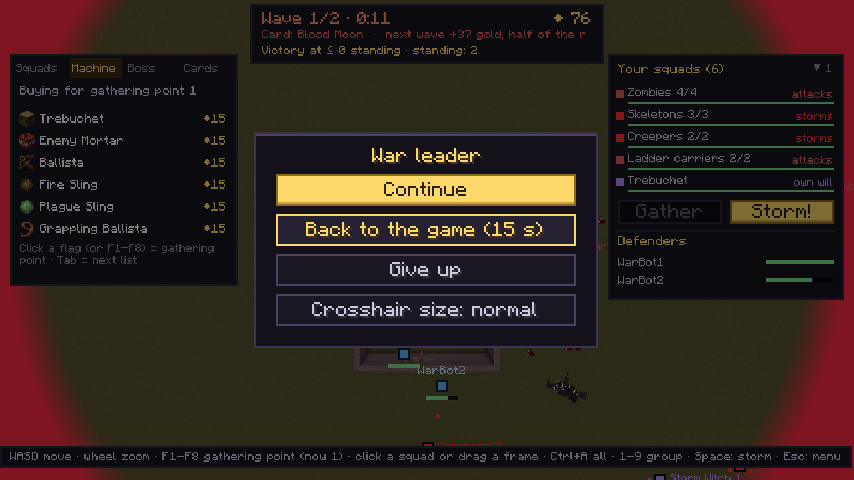 Wave 1/2 · 0:11 76
Card: Blood Moon · next wave +37 gold, half of the r
Victory at ≤ 0 standing · standing: 2
Squads Machine Boss Cards
Buying for gathering point 1
Trebuchet 15
Enemy Mortar 15
Ballista 15
Fire Sling 15
Plague Sling 15
Grappling Ballista 15
Click a flag (or F1-F8) = gathering
point · Tab = next list
War leader
Continue
Back to the game (15 s)
Give up
Crosshair size: normal
Your squads (6) ▼ 1
Zombies 4/4 attacks
Skeletons 3/3 storms
Creepers 2/2 storms
Ladder carriers 2/2 attacks
Trebuchet own will
Gather Storm!
Defenders
WarBot1
WarBot2
WarBot2
Storm Witch 1
WASD move · wheel zoom · F1-F8 gathering point (now 1) · click a squad or drag a frame · Ctrl+A all · 1-9 group · Space: storm · Esc: menu